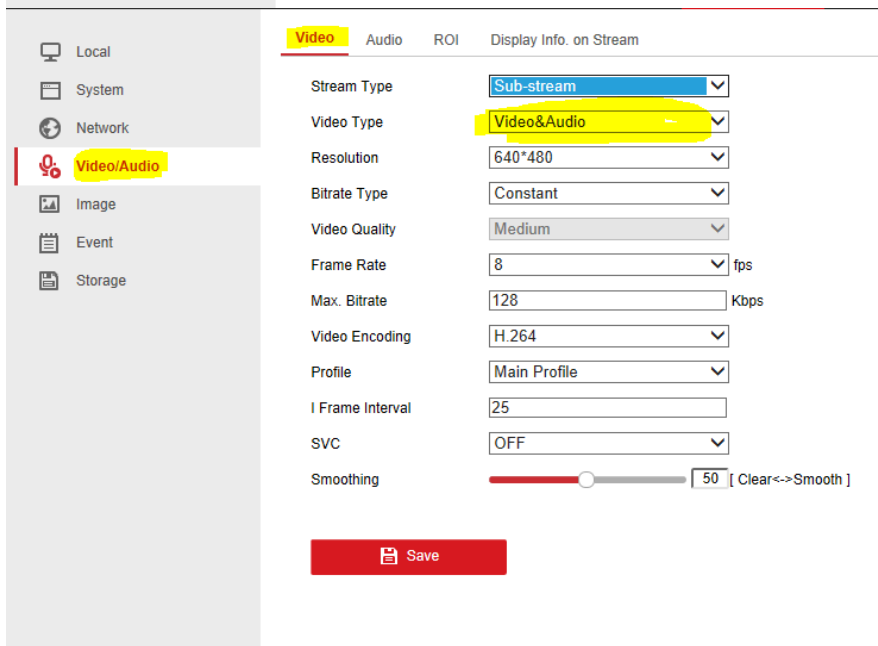 Local
System
Network
Video/Audio
Image
Event
Storage
Video Audio ROI Display Info. on Stream
Stream Type Sub-stream
Video Type Video&Audio
Resolution 640*480
Bitrate Type Constant
Video Quality Medium
Frame Rate 8 fps
Max. Bitrate 128 Kbps
Video Encoding H.264
Profile Main Profile
I Frame Interval 25
SVC OFF
Smoothing 50 [ Clear<->Smooth ]
Save